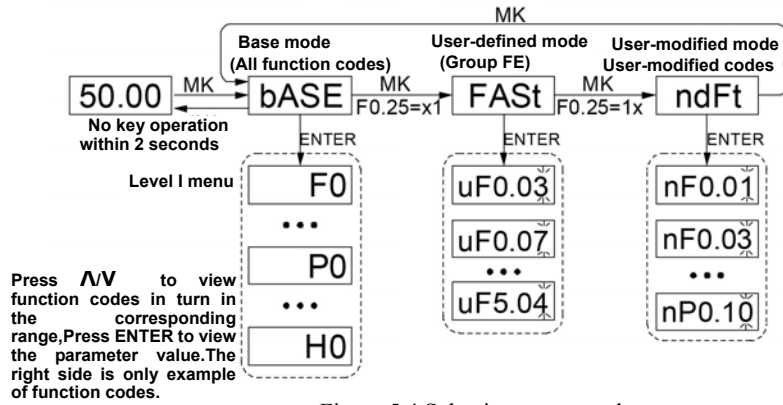 MK
Base mode
(All function codes)
User-defined mode
(Group FE)
User-modified mode
User-modified codes
50.00
MK
bASE
MK
F0.25=x1
FASt
MK
F0.25=1x
ndFt
No key operation
within 2 seconds
ENTER
ENTER
ENTER
Level I menu
F0
...
P0
...
H0
uF0.03
uF0.07
...
uF5.04
nF0.01
nF0.03
...
nP0.10
Press Λ/V to view
function codes in turn in
the corresponding
range,Press ENTER to view
the parameter value.The
right side is only example
of function codes.